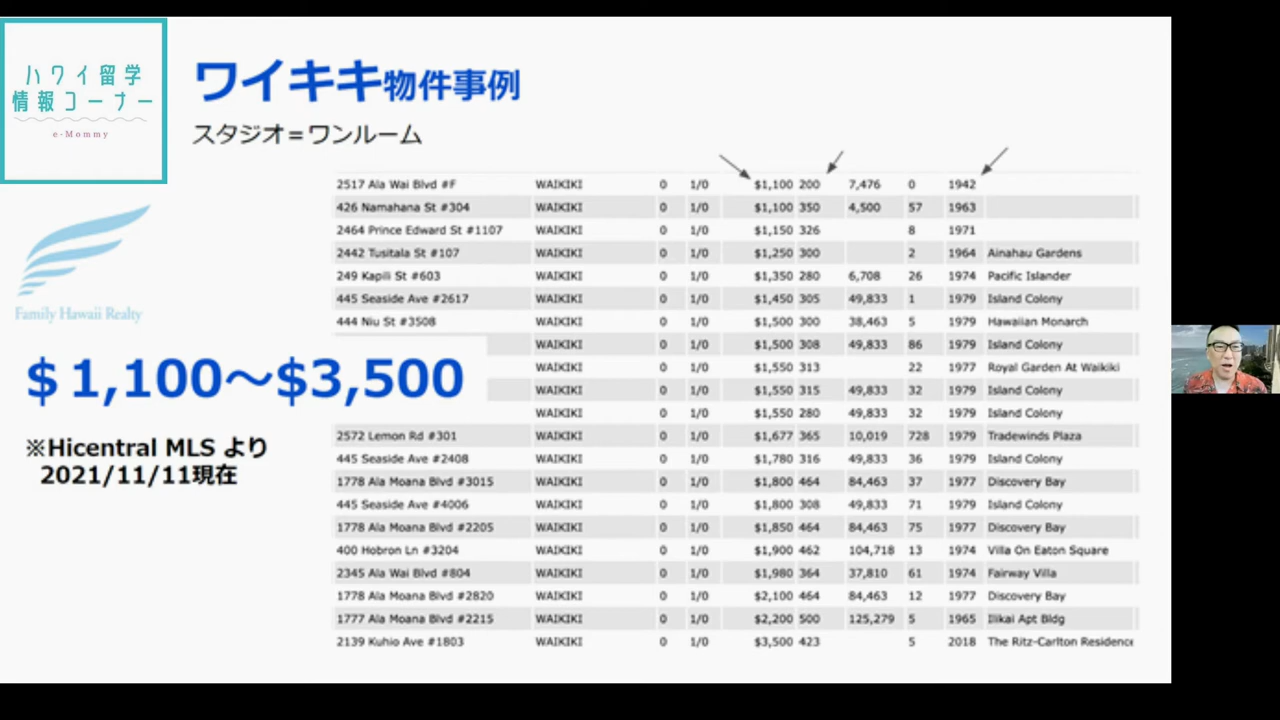 ハワイ留学
情報コーナー
e-Mommy
ワイキキ物件事例
スタジオ=ワンルーム
Family Hawaii Realty
$1,100〜$3,500
※Hicentral MLS より
2021/11/11現在
2517 Ala Wai Blvd #F WAIKIKI 0 1/0 $1,100 200 7,476 0 1942
426 Namahana St #304 WAIKIKI 0 1/0 $1,100 350 4,500 57 1963
2464 Prince Edward St #1107 WAIKIKI 0 1/0 $1,150 326 8 1971
2442 Tusitala St #107 WAIKIKI 0 1/0 $1,250 300 2 1964 Ainahau Gardens
249 Kapili St #603 WAIKIKI 0 1/0 $1,350 280 6,708 26 1974 Pacific Islander
445 Seaside Ave #2617 WAIKIKI 0 1/0 $1,450 305 49,833 1 1979 Island Colony
444 Niu St #3508 WAIKIKI 0 1/0 $1,500 300 38,463 5 1979 Hawaiian Monarch
WAIKIKI 0 1/0 $1,500 308 49,833 86 1979 Island Colony
WAIKIKI 0 1/0 $1,550 313 22 1977 Royal Garden At Waikiki
WAIKIKI 0 1/0 $1,550 315 49,833 32 1979 Island Colony
WAIKIKI 0 1/0 $1,550 280 49,833 32 1979 Island Colony
2572 Lemon Rd #301 WAIKIKI 0 1/0 $1,677 365 10,019 728 1979 Tradewinds Plaza
445 Seaside Ave #2408 WAIKIKI 0 1/0 $1,780 316 49,833 36 1979 Island Colony
1778 Ala Moana Blvd #3015 WAIKIKI 0 1/0 $1,800 464 84,463 37 1977 Discovery Bay
445 Seaside Ave #4006 WAIKIKI 0 1/0 $1,800 308 49,833 71 1979 Island Colony
1778 Ala Moana Blvd #2205 WAIKIKI 0 1/0 $1,850 464 84,463 75 1977 Discovery Bay
400 Hobron Ln #3204 WAIKIKI 0 1/0 $1,900 462 104,718 13 1974 Villa On Eaton Square
2345 Ala Wai Blvd #804 WAIKIKI 0 1/0 $1,980 364 37,810 61 1974 Fairway Villa
1778 Ala Moana Blvd #2820 WAIKIKI 0 1/0 $2,100 464 84,463 12 1977 Discovery Bay
1777 Ala Moana Blvd #2215 WAIKIKI 0 1/0 $2,200 500 125,279 5 1965 Ilikai Apt Bldg
2139 Kuhio Ave #1803 WAIKIKI 0 1/0 $3,500 423 5 2018 The Ritz-Carlton Residence